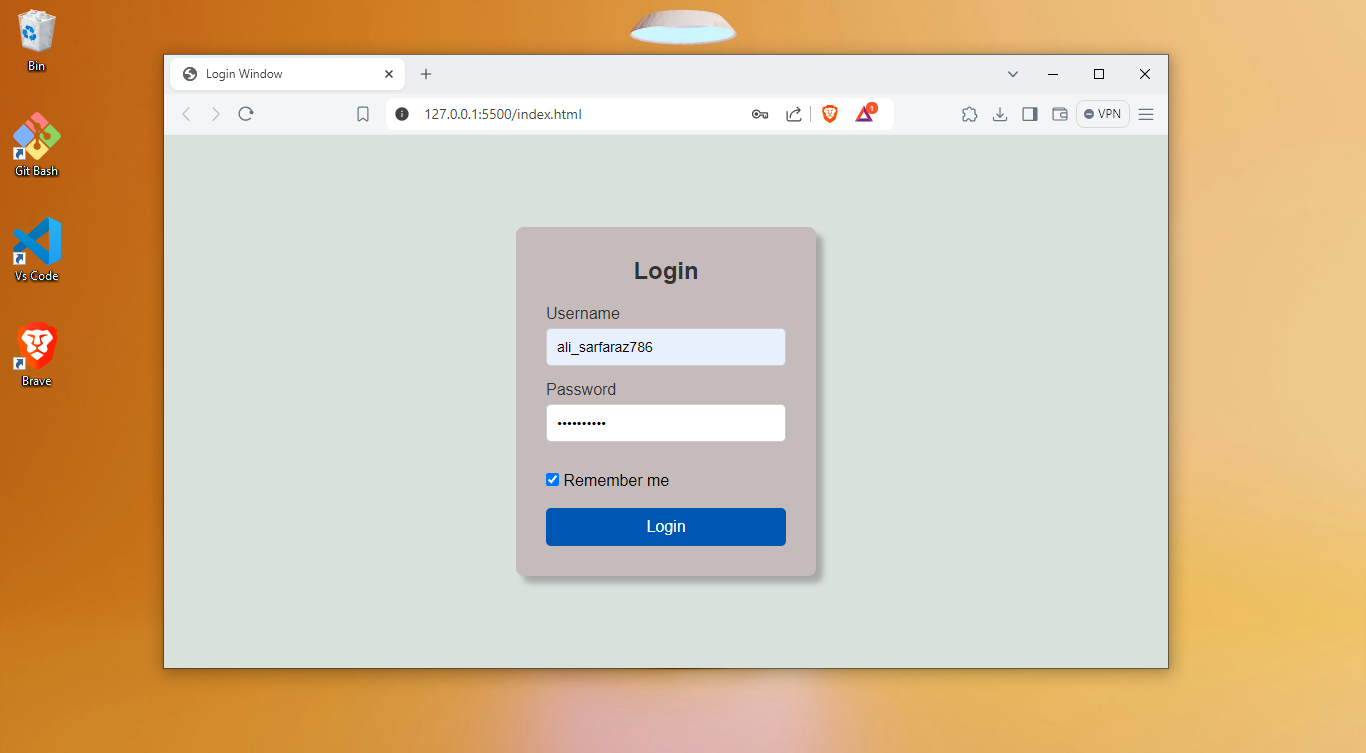 Bin
Git Bash
Vs Code
Brave
Login Window
127.0.0.1:5500/index.html
1
VPN
Login
Username
ali_sarfaraz786
Password
••••••••••
Remember me
Login